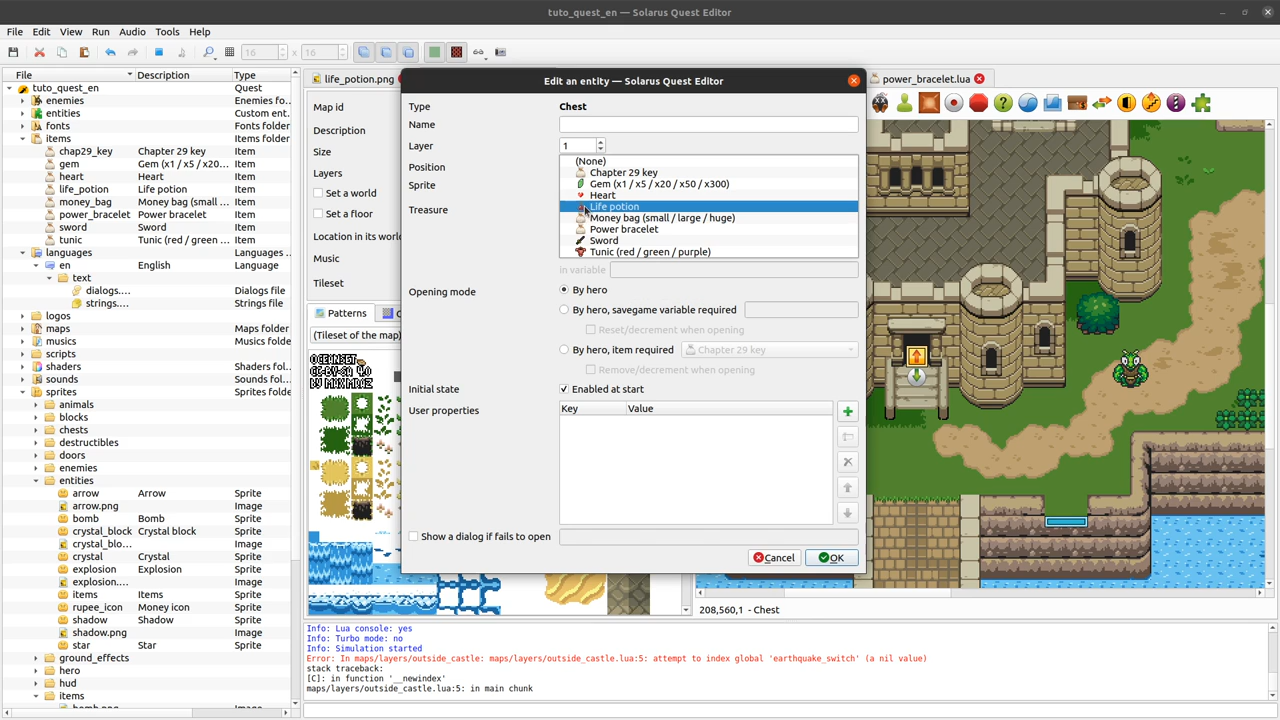 tuto_quest_en — Solarus Quest Editor
File Edit View Run Audio Tools Help
16 x 16
File Description Type
tuto_quest_en Quest
enemies Enemies fo...
entities Custom ent...
fonts Fonts folder
items Items folder
chap29_key Chapter 29 key Item
gem Gem (x1 / x5 /x20... Item
heart Heart Item
life_potion Life potion Item
money_bag Money bag (small ... Item
power_bracelet Power bracelet Item
sword Sword Item
tunic Tunic (red / green ... Item
languages Languages ...
en English Language
text
dialogs.... Dialogs file
strings.... Strings file
logos
maps Maps folder
musics Musics folde
scripts
shaders Shaders fol...
sounds Sounds fol...
sprites Sprites folde
animals
blocks
chests
destructibles
doors
enemies
entities
arrow Arrow Sprite
arrow.png Image
bomb Bomb Sprite
crystal_block Crystal block Sprite
crystal_blo... Image
crystal Crystal Sprite
explosion Explosion Sprite
explosion.... Image
items Items Sprite
rupee_icon Money icon Sprite
shadow Shadow Sprite
shadow.png Image
star Star Sprite
ground_effects
hero
hud
items
life_potion.png
power_bracelet.lua
Map id
Description
Size
Layers
Set a world
Set a floor
Location in its world
Music
Tileset
Patterns
(Tileset of the map)
Edit an entity — Solarus Quest Editor
Type Chest
Name
Layer 1
Position
Sprite
Treasure
(None)
Chapter 29 key
Gem (x1 / x5 / x20 / x50 / x300)
Heart
Life potion
Money bag (small / large / huge)
Power bracelet
Sword
Tunic (red / green / purple)
in variable
Opening mode By hero
By hero, savegame variable required
Reset/decrement when opening
By hero, item required Chapter 29 key
Remove/decrement when opening
Initial state Enabled at start
User properties Key Value
Show a dialog if fails to open
Cancel OK
208,560,1 - Chest
Info: Lua console: yes
Info: Turbo mode: no
Info: Simulation started
Error: In maps/layers/outside_castle: maps/layers/outside_castle.lua:5: attempt to index global 'earthquake_switch' (a nil value)
stack traceback:
[C]: in function '__newindex'
maps/layers/outside_castle.lua:5: in main chunk